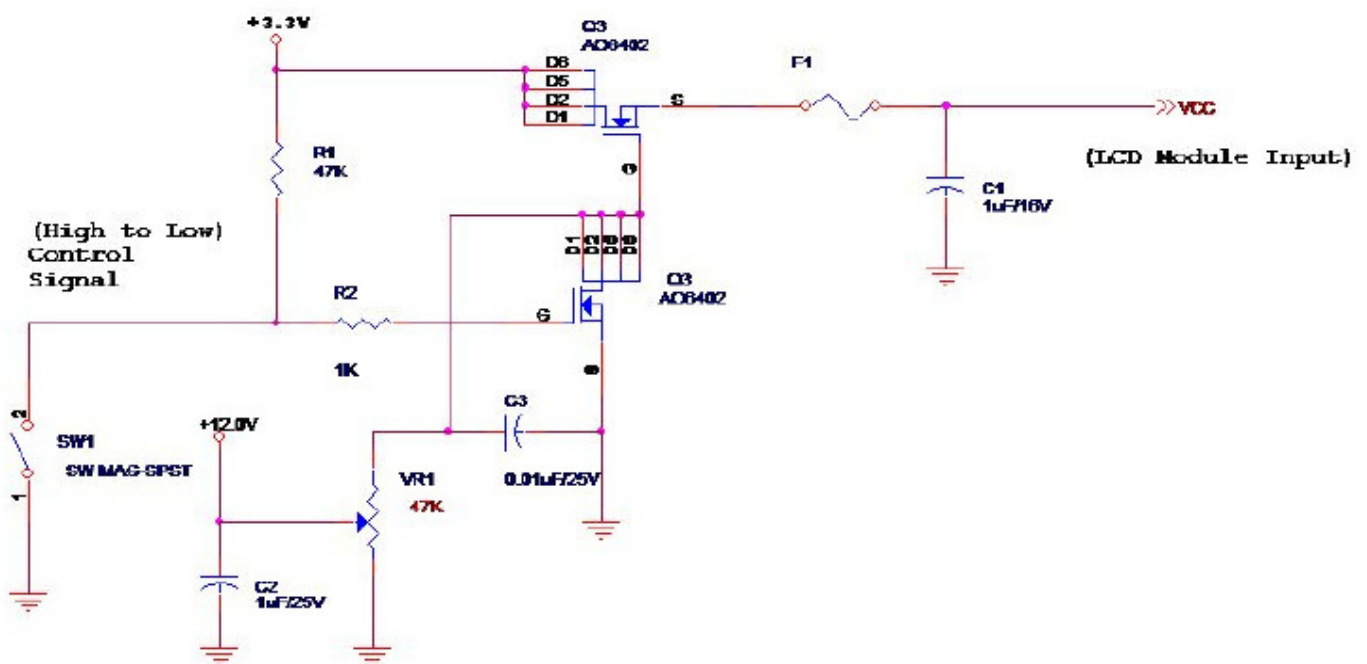 +3.3V
Q3
AO6402
D6
D5
D2
D1
S
F1
VCC
(LCD Module Input)
R1
47K
G
C1
1uF/16V
(High to Low)
Control
Signal
D1
D2
Q3
AO6402
R2
G
1K
S
C3
2
+12.0V
SW1
SW MAG-SPST
VR1
47K
0.01uF/25V
1
C2
1uF/25V